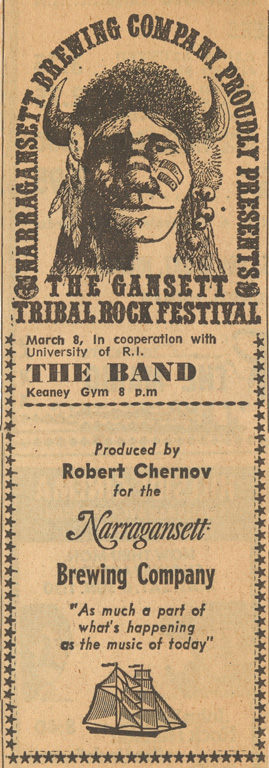 NARRAGANSETT BREWING COMPANY PROUDLY PRESENTS
THE GANSETT
TRIBAL ROCK FESTIVAL
March 8, In cooperation with
University of R.I.
THE BAND
Keaney Gym 8 p.m
Produced by
Robert Chernov
for the
Narragansett
Brewing Company
"As much a part of
what's happening
as the music of today"